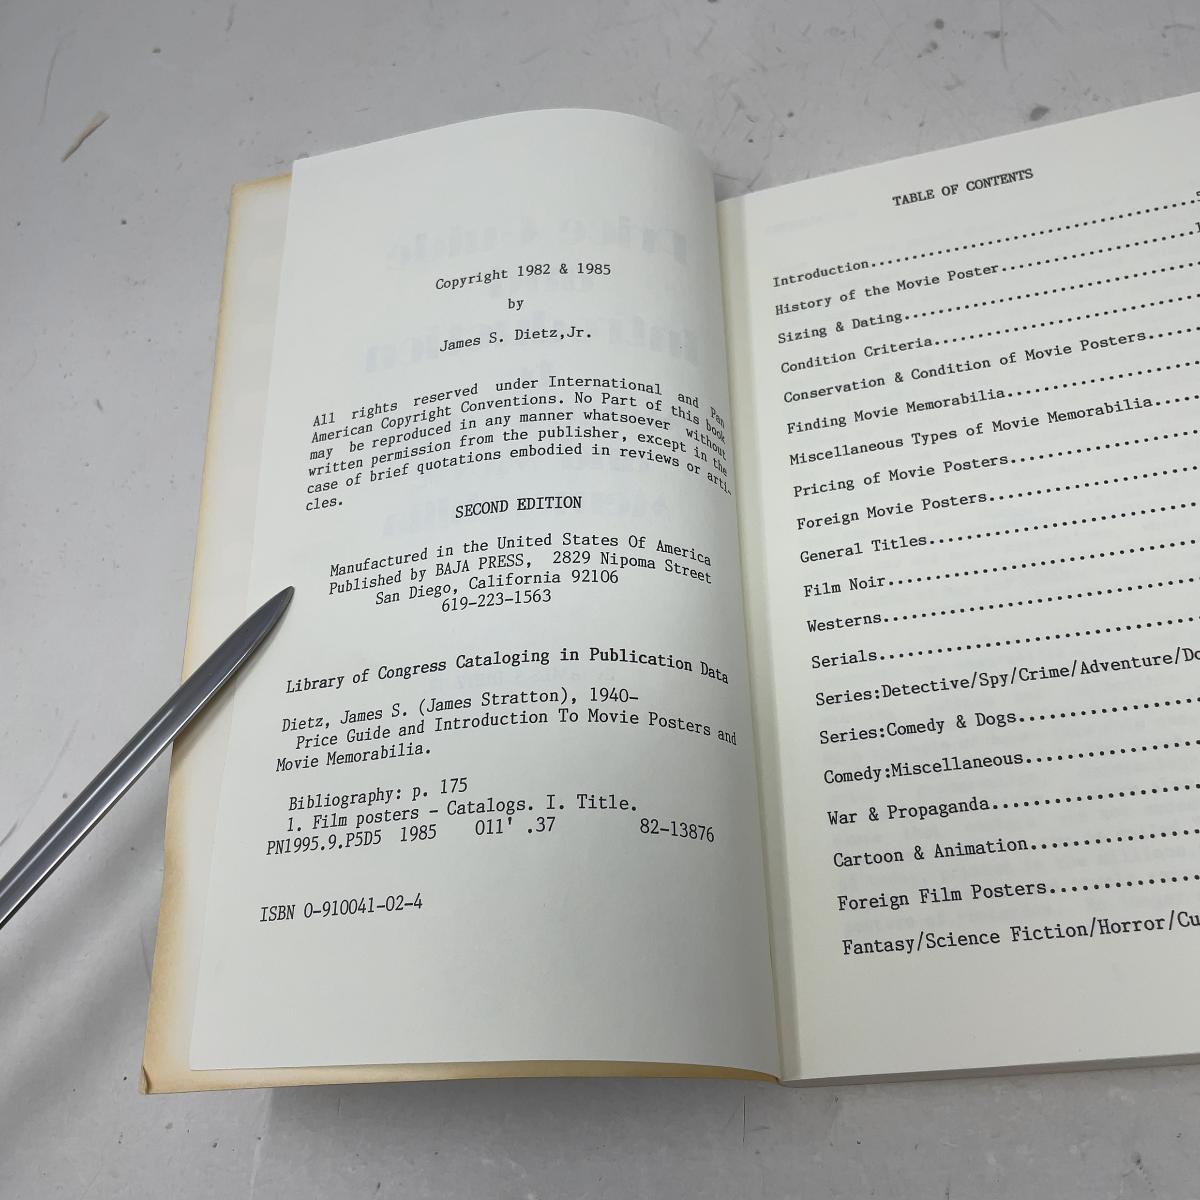 Copyright 1982 & 1985
by
James S. Dietz,Jr.
All rights reserved under International and Pan
American Copyright Conventions. No Part of this book
may be reproduced in any manner whatsoever without
written permission from the publisher, except in the
case of brief quotations embodied in reviews or arti-
cles.
SECOND EDITION
Manufactured in the United States Of America
Published by BAJA PRESS, 2829 Nipoma Street
San Diego, California 92106
619-223-1563
Library of Congress Cataloging in Publication Data
Dietz, James S. (James Stratton), 1940-
Price Guide and Introduction To Movie Posters and
Movie Memorabilia.
Bibliography: p. 175
1. Film posters - Catalogs. I. Title.
PN1995.9.P5D5 1985 011' .37 82-13876
ISBN 0-910041-02-4
TABLE OF CONTENTS
Introduction
History of the Movie Poster
Sizing & Dating
Condition Criteria
Conservation & Condition of Movie Posters
Finding Movie Memorabilia
Miscellaneous Types of Movie Memorabilia
Pricing of Movie Posters
Foreign Movie Posters
General Titles
Film Noir
Westerns
Serials
Series:Detective/Spy/Crime/Adventure/Do
Series:Comedy & Dogs
Comedy:Miscellaneous
War & Propaganda
Cartoon & Animation
Foreign Film Posters
Fantasy/Science Fiction/Horror/Cu